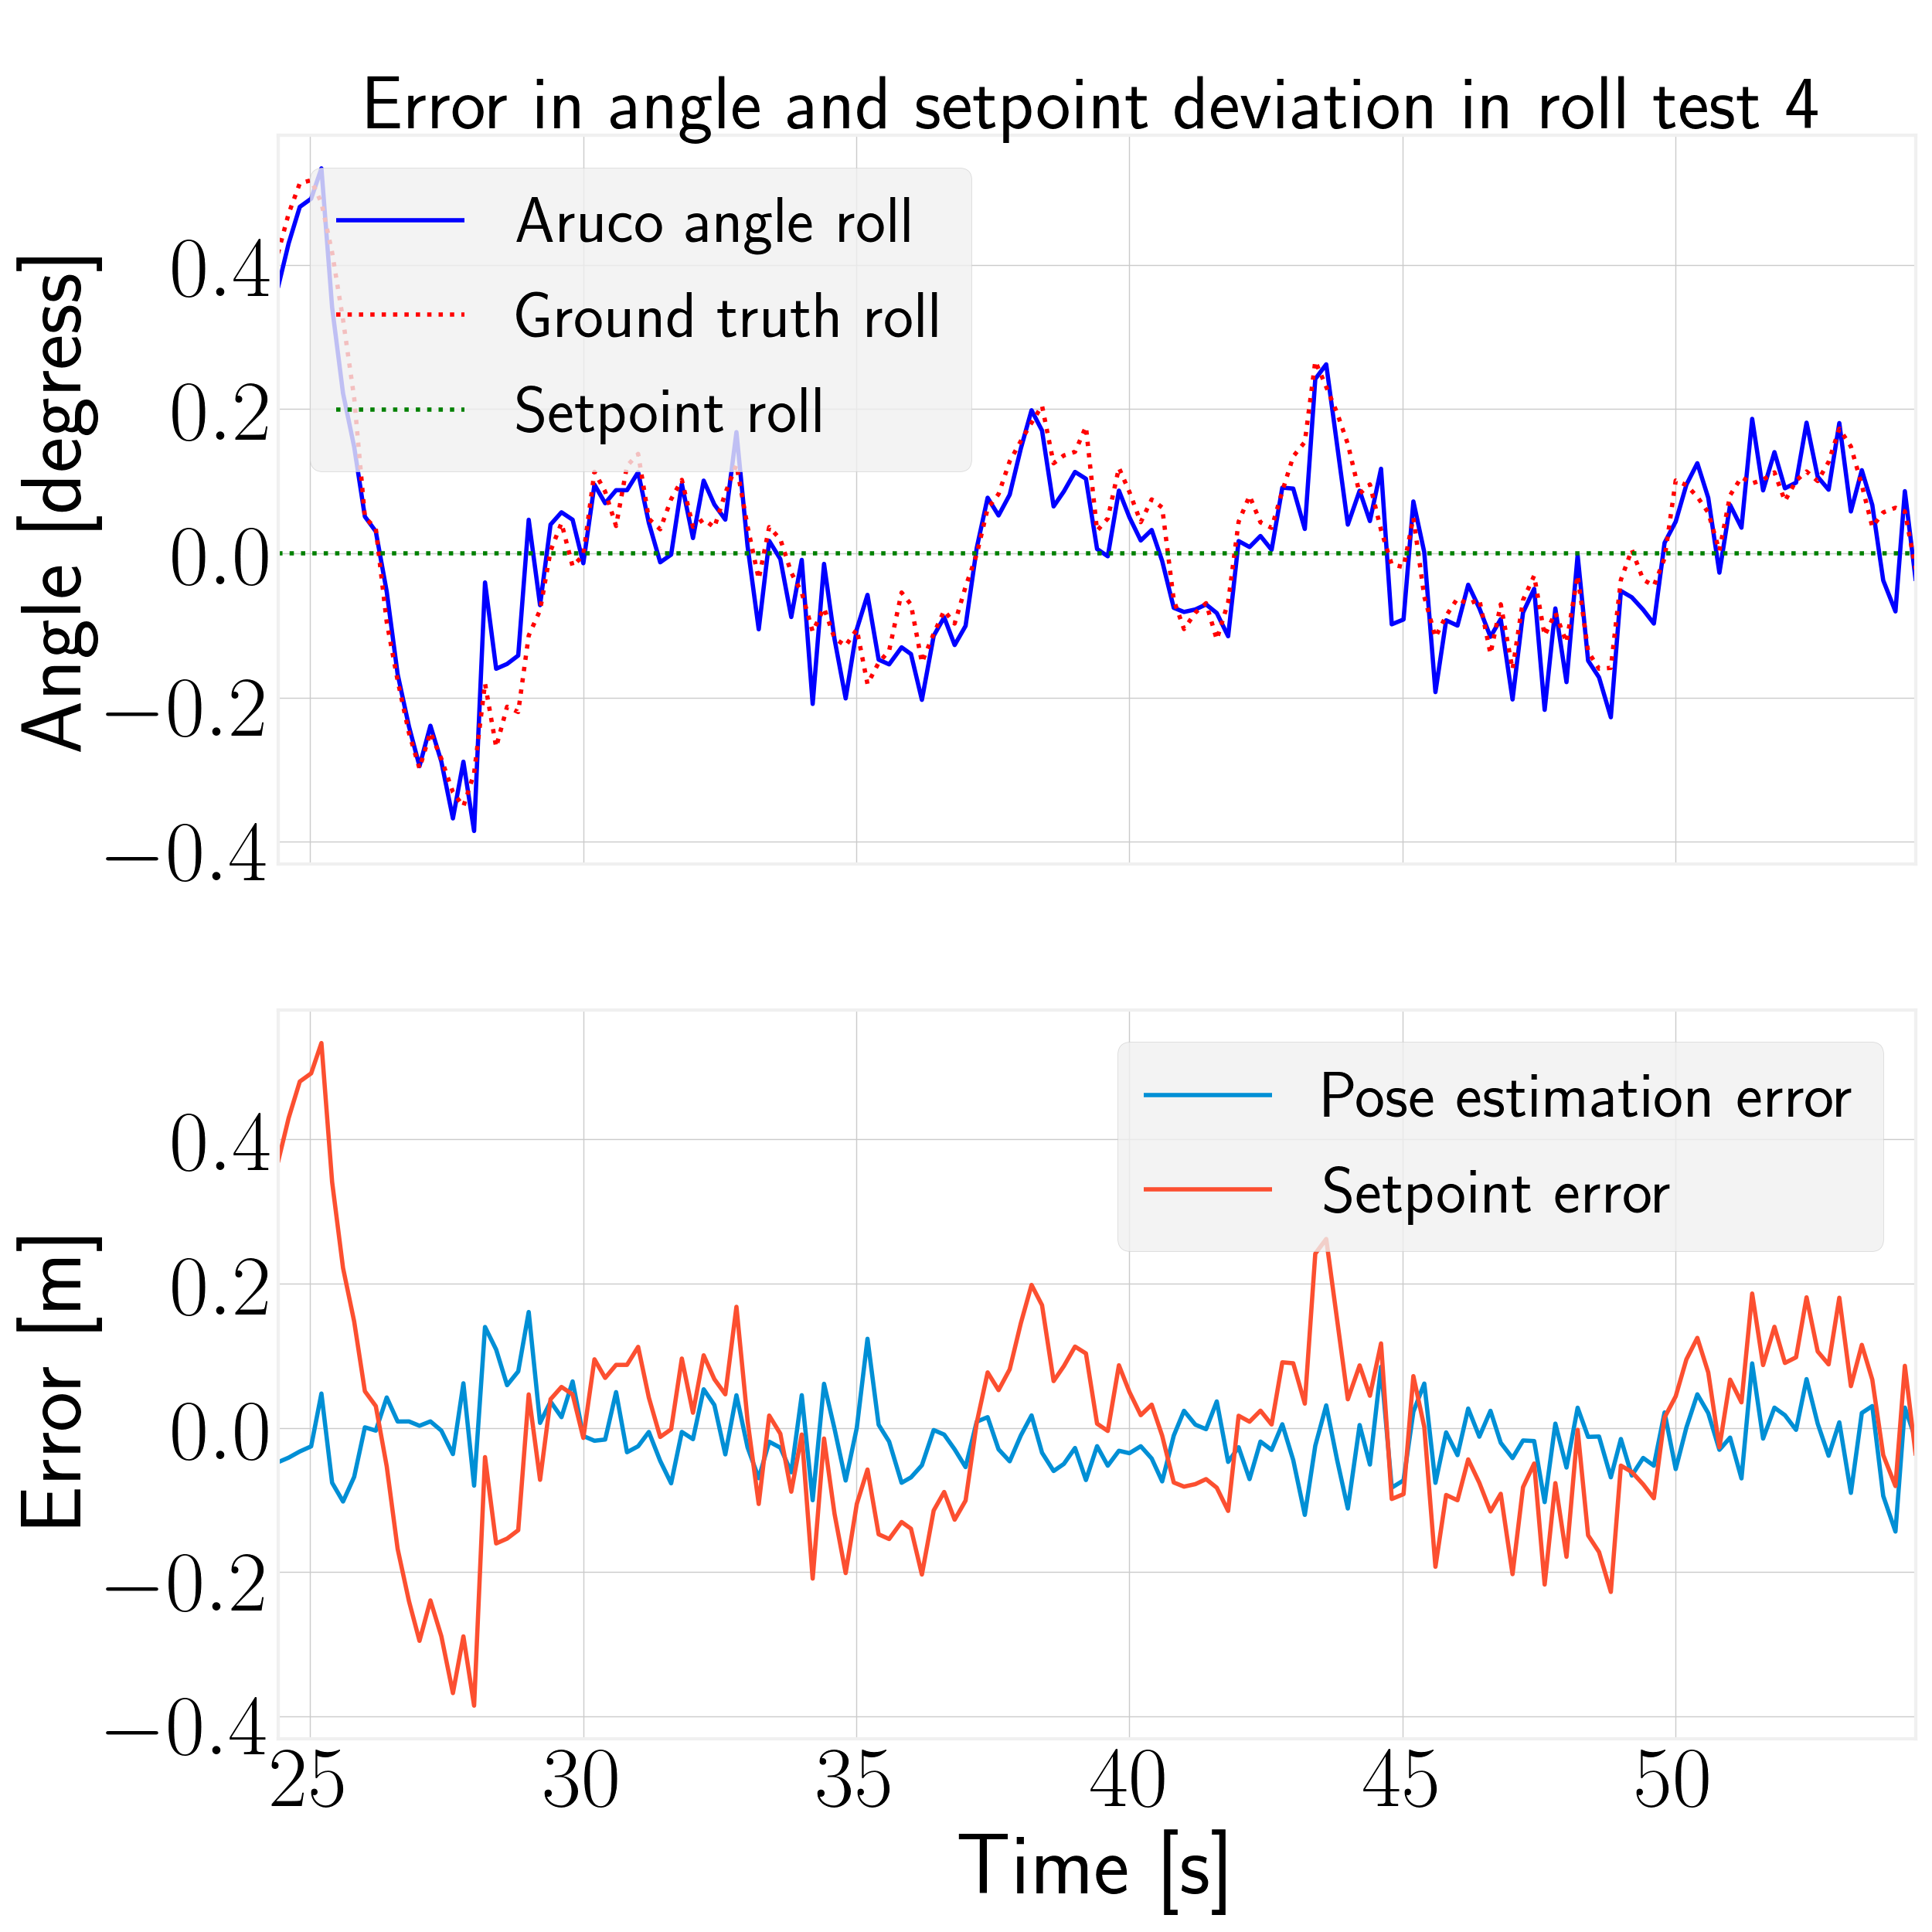 Error in angle and setpoint deviation in roll test 4
Angle [degress]
0.4
0.2
0.0
−0.2
−0.4
Aruco angle roll
Ground truth roll
Setpoint roll
Error [m]
0.4
0.2
0.0
−0.2
−0.4
Pose estimation error
Setpoint error
25 30 35 40 45 50
Time [s]